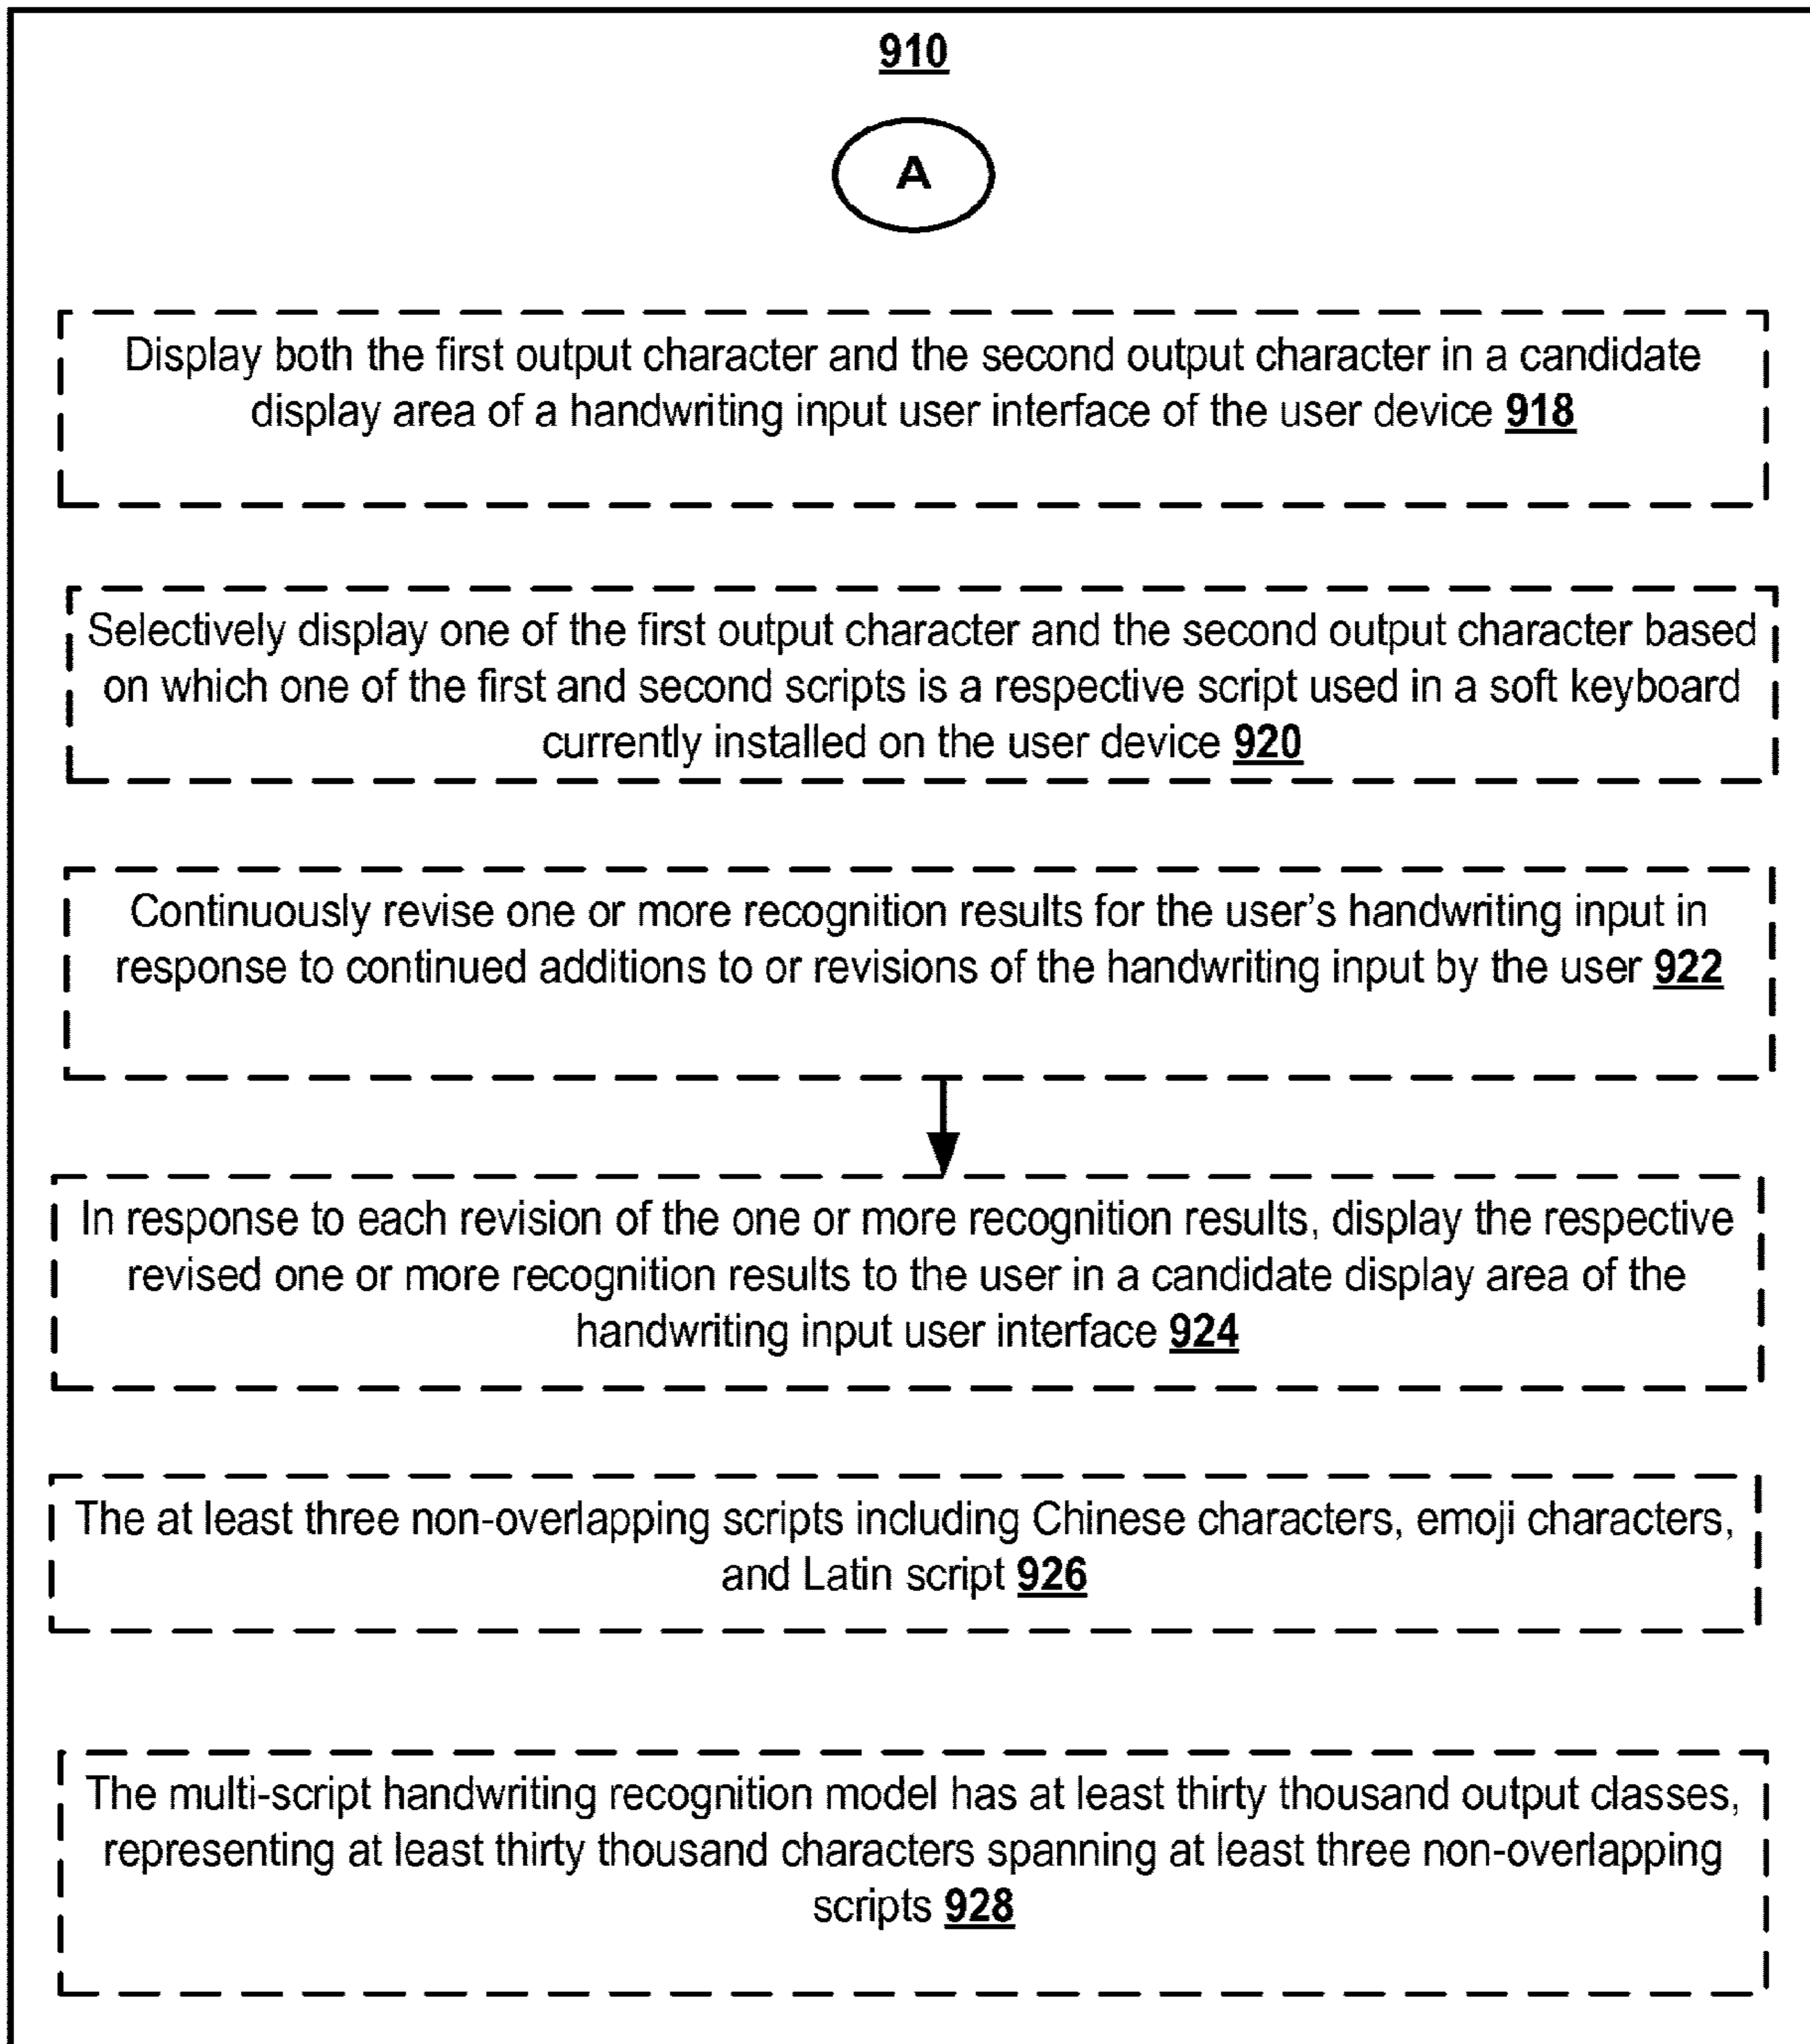 910
A
Display both the first output character and the second output character in a candidate
display area of a handwriting input user interface of the user device 918
Selectively display one of the first output character and the second output character based
on which one of the first and second scripts is a respective script used in a soft keyboard
currently installed on the user device 920
Continuously revise one or more recognition results for the user's handwriting input in
response to continued additions to or revisions of the handwriting input by the user 922
In response to each revision of the one or more recognition results, display the respective
revised one or more recognition results to the user in a candidate display area of the
handwriting input user interface 924
The at least three non-overlapping scripts including Chinese characters, emoji characters,
and Latin script 926
The multi-script handwriting recognition model has at least thirty thousand output classes,
representing at least thirty thousand characters spanning at least three non-overlapping
scripts 928